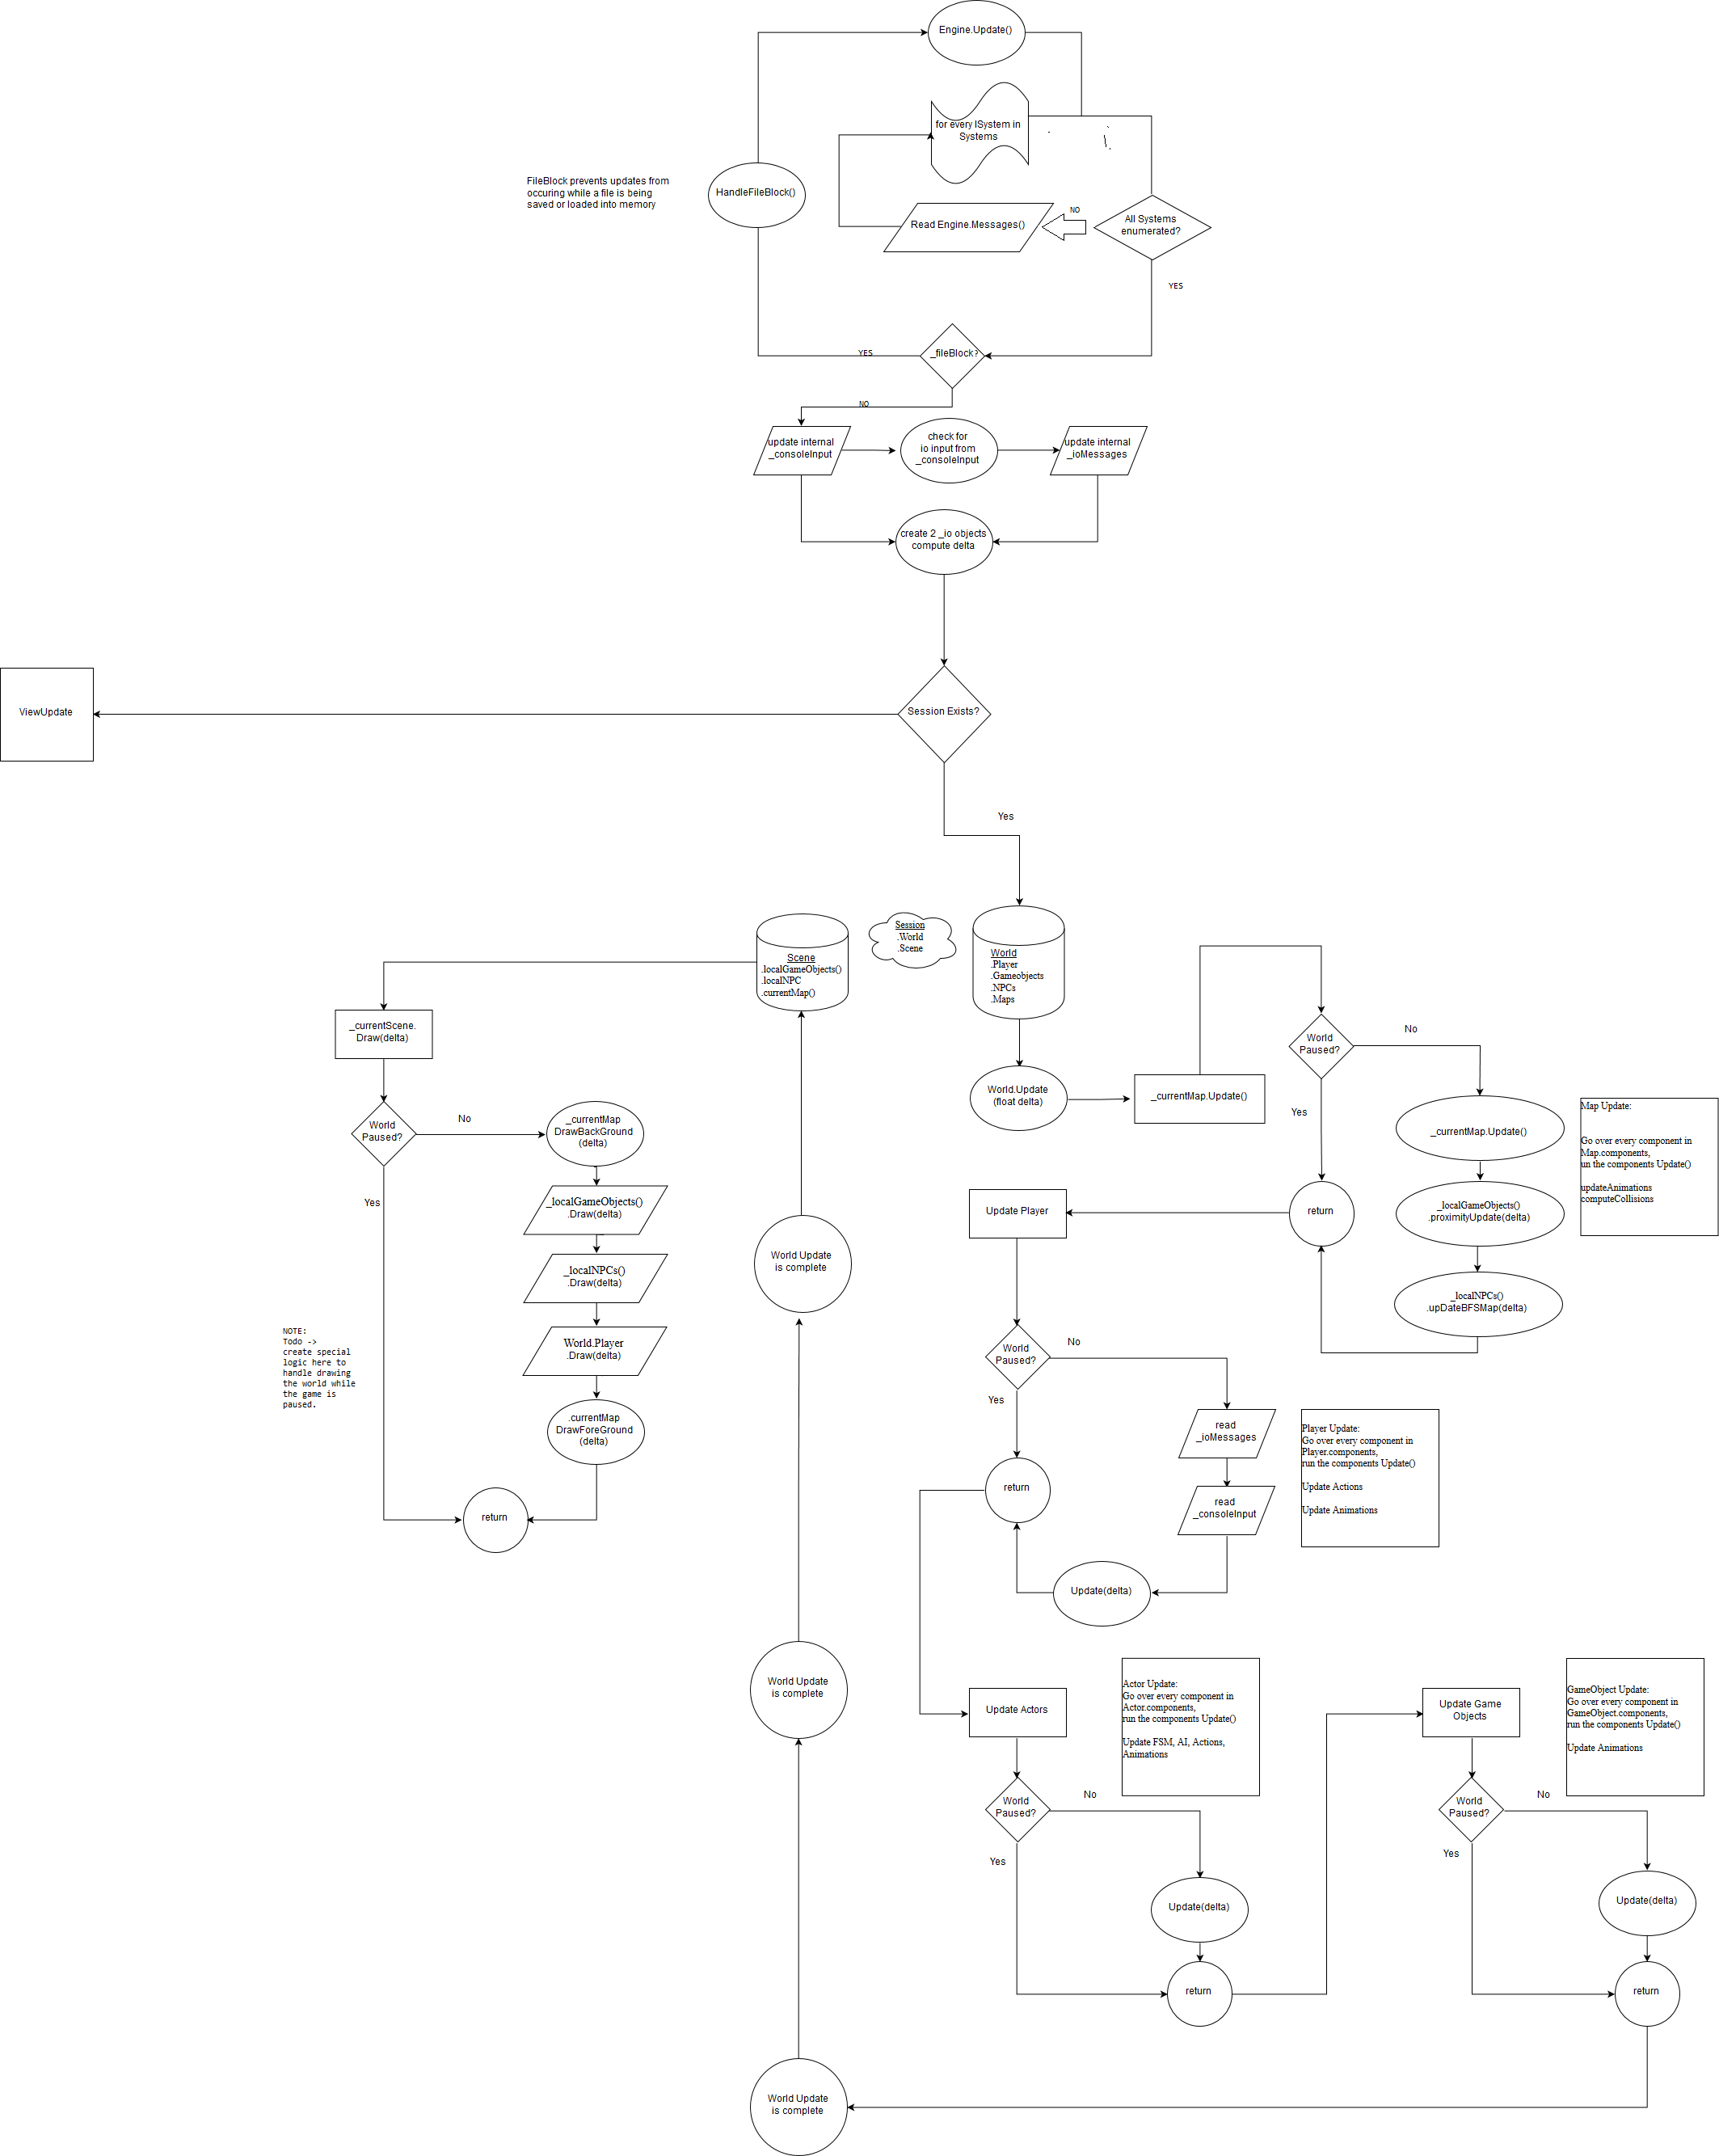 Engine.Update()
for every ISystem in
Systems
FileBlock prevents updates from
occuring while a file is being
saved or loaded into memory
HandleFileBlock()
NO
Read Engine.Messages()
All Systems
enumerated?
YES
_fileBlock?
YES
NO
update internal
_consoleInput
check for
io input from
_consoleInput
update internal
_ioMessages
create 2 _io objects
compute delta
ViewUpdate
Session Exists?
Yes
Scene
.localGameObjects()
.localNPC
.currentMap()
Session
.World
.Scene
World
.Player
.Gameobjects
.NPCs
.Maps
_currentScene.
Draw(delta)
World
Paused?
No
Yes
_currentMap
DrawBackGround
(delta)
_localGameObjects()
.Draw(delta)
_localNPCs()
.Draw(delta)
World.Player
.Draw(delta)
.currentMap
DrawForeGround
(delta)
return
NOTE:
Todo ->
create special
logic here to
handle drawing
the world while
the game is
paused.
World.Update
(float delta)
_currentMap.Update()
World
Paused?
No
Yes
_currentMap.Update()
_localGameObjects()
.proximityUpdate(delta)
_localNPCs()
.upDateBFSMap(delta)
return
Map Update:
Go over every component in
Map.components,
un the components Update()
updateAnimations
computeCollisions
Update Player
World
Paused?
No
Yes
read
_ioMessages
read
_consoleInput
Update(delta)
return
Player Update:
Go over every component in
Player.components,
run the components Update()
Update Actions
Update Animations
Update Actors
World
Paused?
No
Yes
Update(delta)
return
Actor Update:
Go over every component in
Actor.components,
run the components Update()
Update FSM, AI, Actions,
Animations
Update Game
Objects
World
Paused?
No
Yes
Update(delta)
return
GameObject Update:
Go over every component in
GameObject.components,
run the components Update()
Update Animations
World Update
is complete
World Update
is complete
World Update
is complete